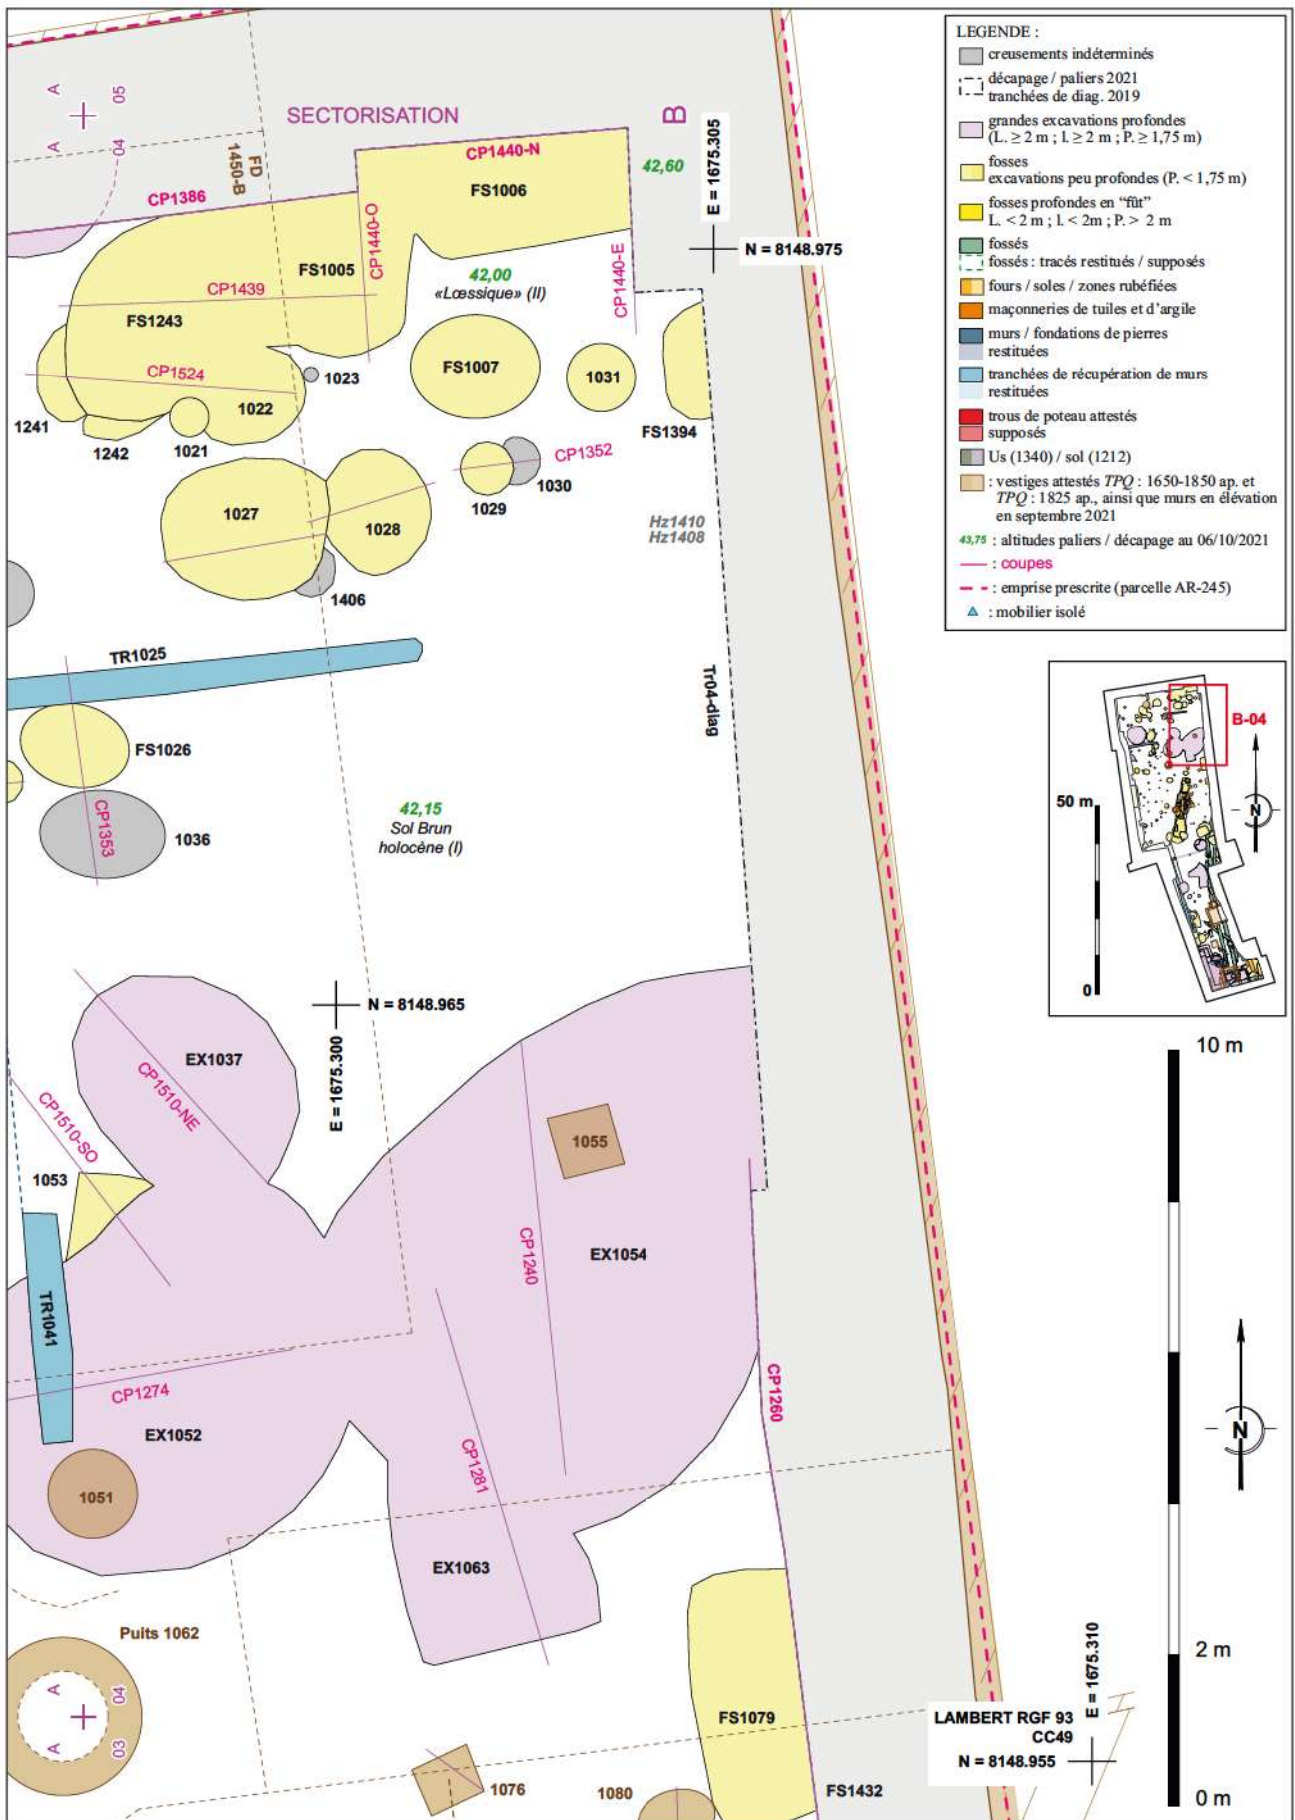 LEGENDE :
creusements indéterminés
décapage / paliers 2021
tranchées de diag. 2019
grandes excavations profondes
(L. ≥ 2 m ; l. ≥ 2 m ; P. ≥ 1,75 m)
fosses
excavations peu profondes (P. < 1,75 m)
fosses profondes en “fût”
L. < 2 m ; l. < 2m ; P. > 2 m
fossés
fossés : tracés restitués / supposés
fours / soles / zones rubéfiées
maçonneries de tuiles et d’argile
murs / fondations de pierres
restituées
tranchées de récupération de murs
restituées
trous de poteau attestés
supposés
Us (1340) / sol (1212)
: vestiges attestés TPQ : 1650-1850 ap. et
TPQ : 1825 ap., ainsi que murs en élévation
en septembre 2021
43,75 : altitudes paliers / décapage au 06/10/2021
: coupes
: emprise prescrite (parcelle AR-245)
: mobilier isolé
A
05
A
04
SECTORISATION
B
FD
1450-B
CP1386
CP1440-N
42,60
E = 1675.305
N = 8148.975
FS1006
CP1440-O
CP1440-E
FS1005
42,00
«Lœssique» (II)
CP1439
FS1243
CP1524
1023
FS1007
1031
FS1394
1241
1242
1021
1022
CP1352
1030
1029
1027
1028
1406
Hz1410
Hz1408
TR1025
Tr04-diag
FS1026
CP1353
1036
42,15
Sol Brun
holocène (I)
B-04
50 m
N
0
N = 8148.965
E = 1675.300
EX1037
CP1510-NE
CP1510-SO
1053
1055
CP1240
EX1054
TR1041
CP1274
EX1052
CP1281
CP1260
1051
EX1063
Puits 1062
A
04
A
03
FS1079
1076
1080
FS1432
LAMBERT RGF 93
CC49
N = 8148.955
E = 1675.310
10 m
N
2 m
0 m